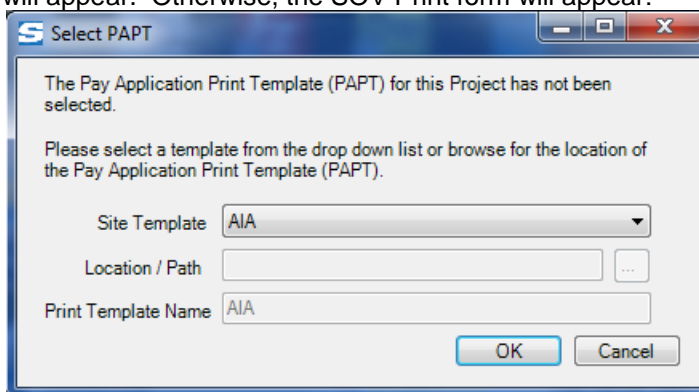 will appear. Otherwise, the SOV Print form will appear.
Select PAPT
The Pay Application Print Template (PAPT) for this Project has not been
selected.
Please select a template from the drop down list or browse for the location of
the Pay Application Print Template (PAPT).
Site Template AIA
Location / Path ...
Print Template Name AIA
OK Cancel